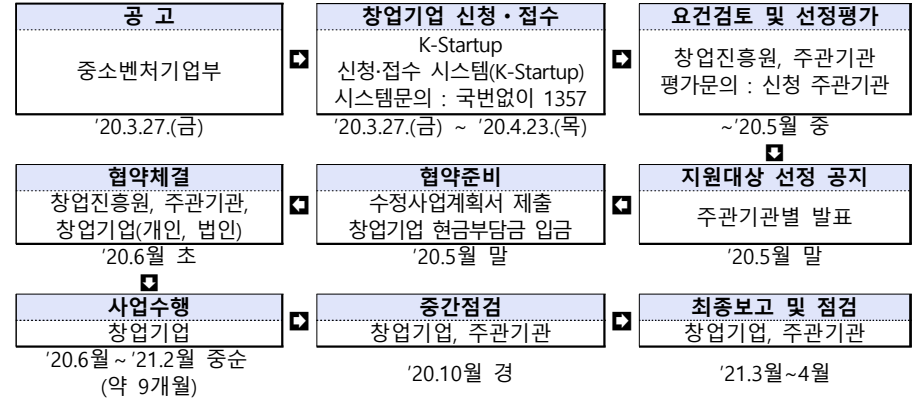 공 고
중소벤처기업부
'20.3.27.(금)
창업기업 신청・접수
K-Startup
신청·접수 시스템(K-Startup)
시스템문의 : 국번없이 1357
'20.3.27.(금) ~ '20.4.23.(목)
요건검토 및 선정평가
창업진흥원, 주관기관
평가문의 : 신청 주관기관
~'20.5월 중
지원대상 선정 공지
주관기관별 발표
'20.5월 말
협약준비
수정사업계획서 제출
창업기업 현금부담금 입금
'20.5월 말
협약체결
창업진흥원, 주관기관,
창업기업(개인, 법인)
'20.6월 초
사업수행
창업기업
'20.6월 ~ '21.2월 중순
(약 9개월)
중간점검
창업기업, 주관기관
'20.10월 경
최종보고 및 점검
창업기업, 주관기관
'21.3월~4월